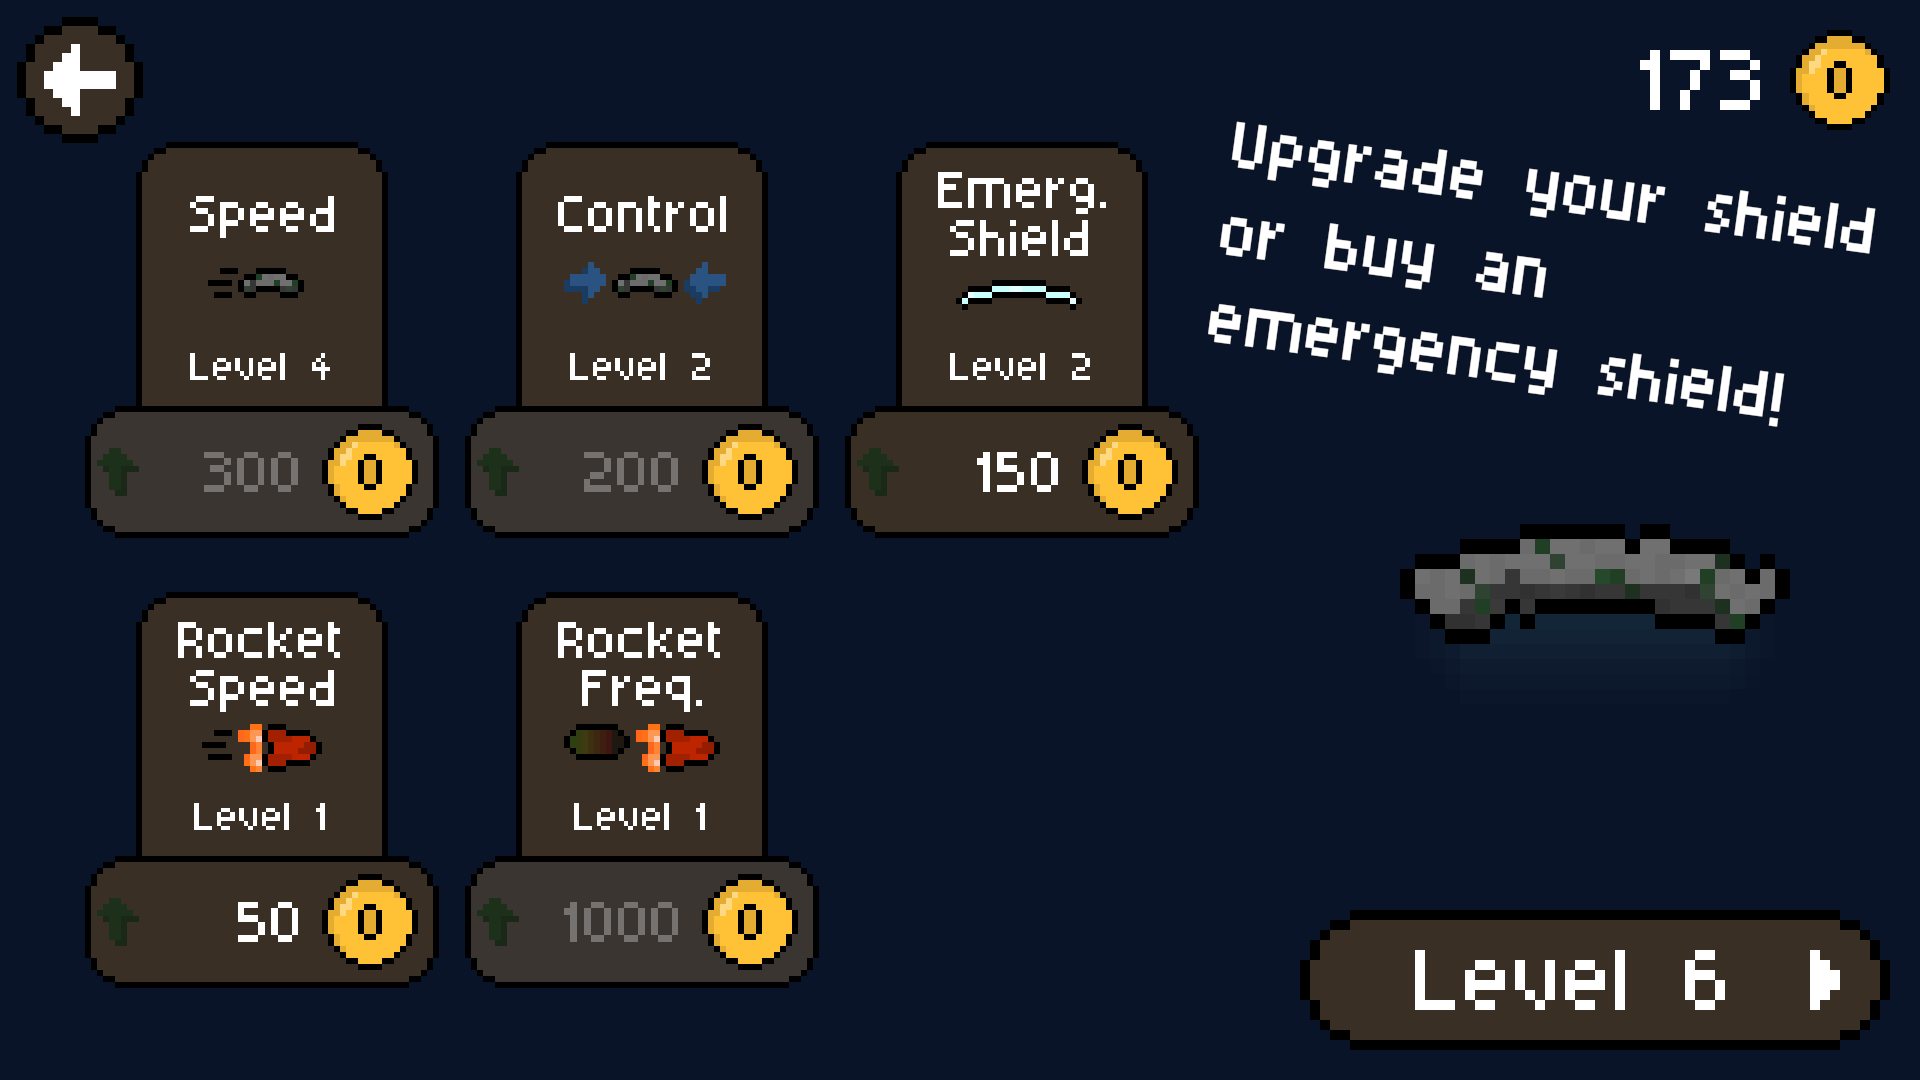 173
Upgrade your shield
or buy an
emergency shield!
Speed
Level 4
300
Control
Level 2
200
Emerg.
Shield
Level 2
150
Rocket
Speed
Level 1
50
Rocket
Freq.
Level 1
1000
Level 6